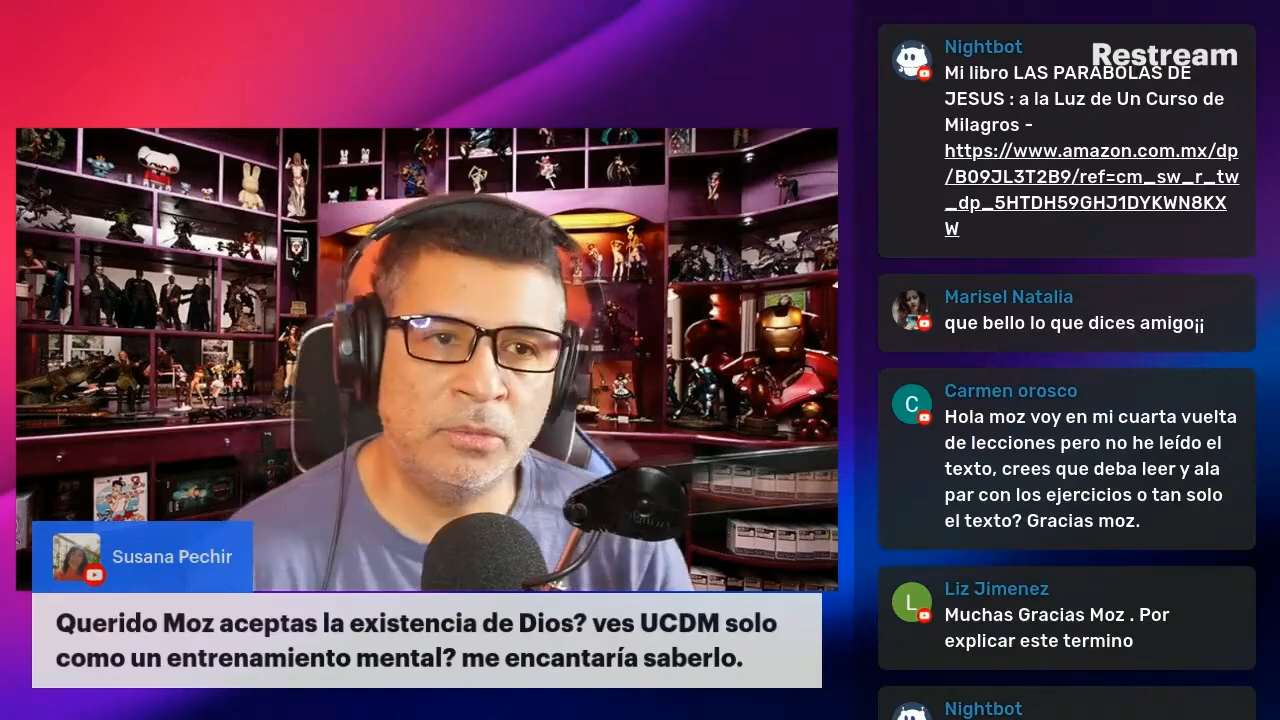 Restream
Nightbot
Mi libro LAS PARÁBOLAS DE
JESUS : a la Luz de Un Curso de
Milagros -
https://www.amazon.com.mx/dp
/B09JL3T2B9/ref=cm_sw_r_tw
_dp_5HTDH59GHJ1DYKWN8KX
W
Marisel Natalia
que bello lo que dices amigo¡¡
Carmen orosco
Hola moz voy en mi cuarta vuelta
de lecciones pero no he leído el
texto, crees que deba leer y ala
par con los ejercicios o tan solo
el texto? Gracias moz.
Liz Jimenez
Muchas Gracias Moz . Por
explicar este termino
Nightbot
Susana Pechir
Querido Moz aceptas la existencia de Dios? ves UCDM solo
como un entrenamiento mental? me encantaría saberlo.